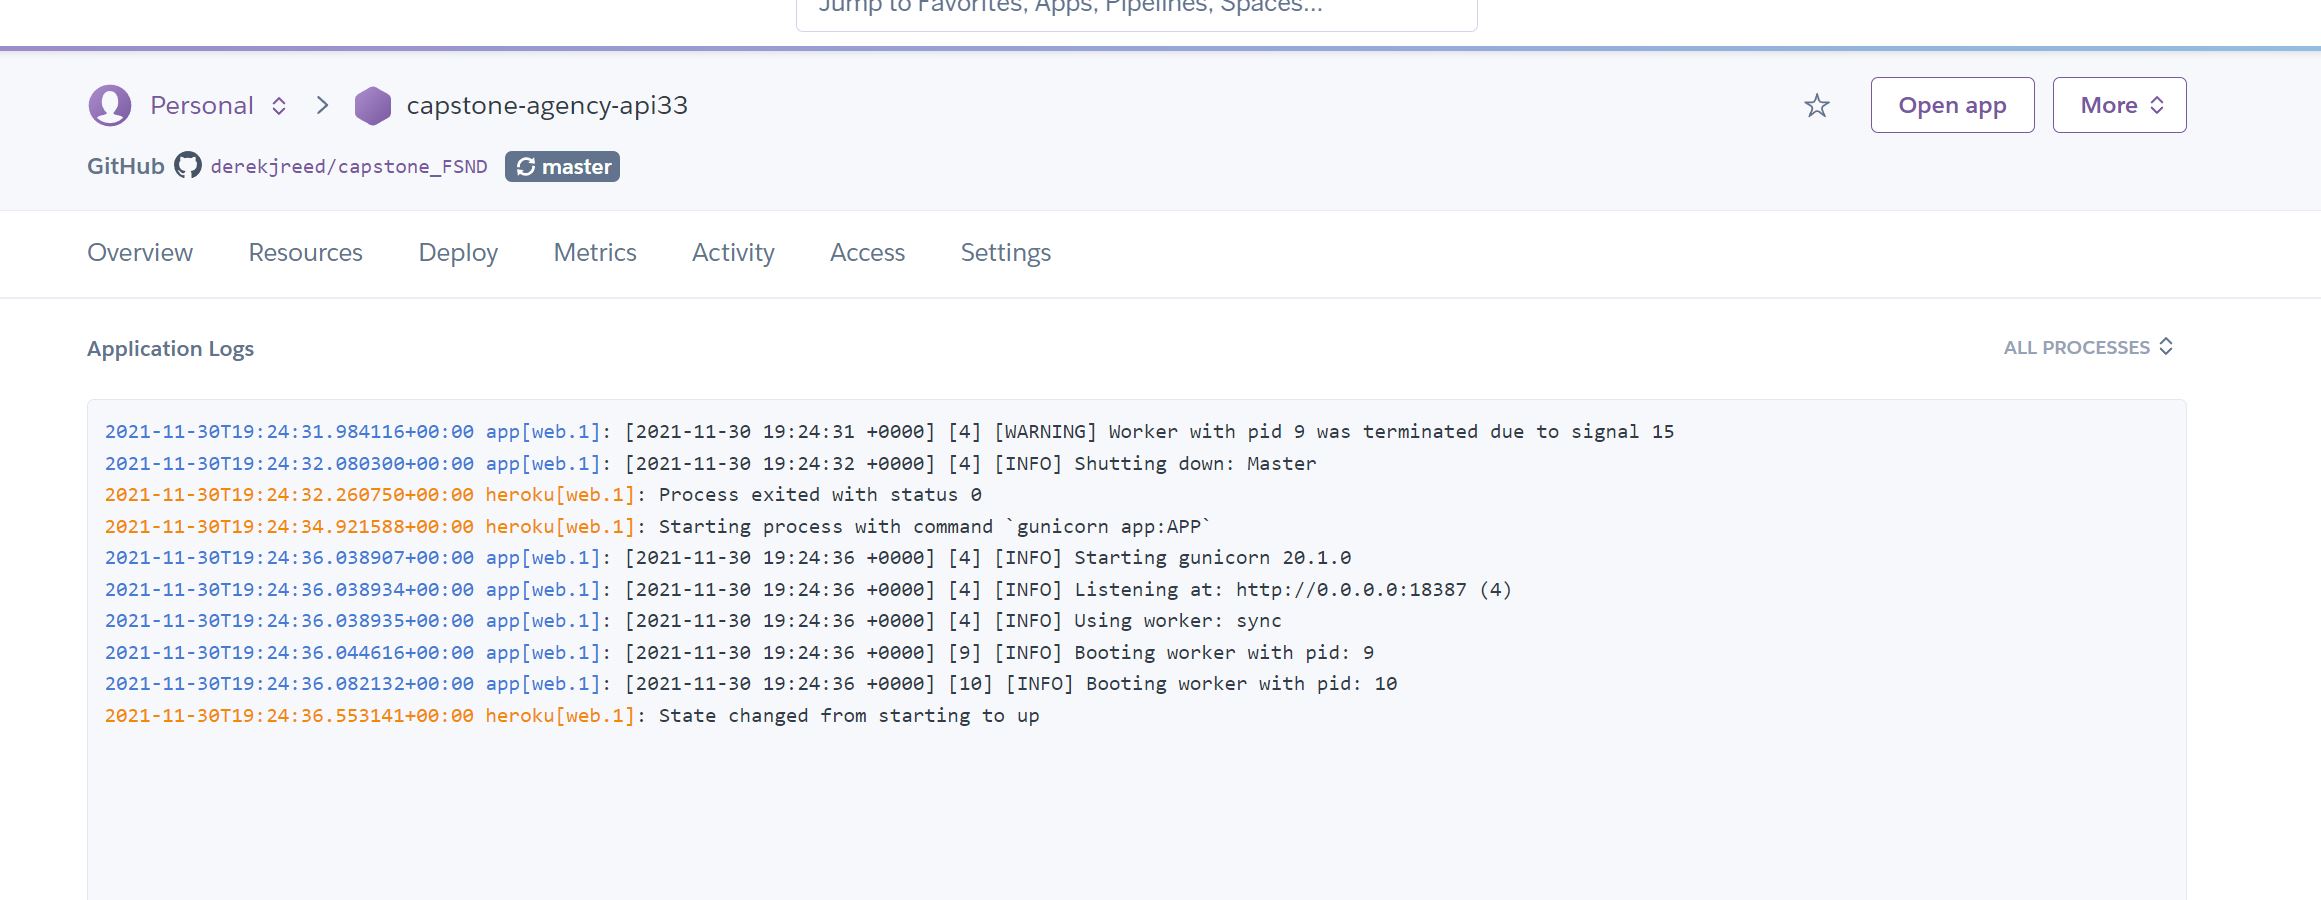 Jump to Favorites, Apps, Pipelines, Spaces...
Personal > capstone-agency-api33
Open app
More
GitHub derekjreed/capstone_FSND master
Overview Resources Deploy Metrics Activity Access Settings
Application Logs
ALL PROCESSES
2021-11-30T19:24:31.984116+00:00 app[web.1]: [2021-11-30 19:24:31 +0000] [4] [WARNING] Worker with pid 9 was terminated due to signal 15
2021-11-30T19:24:32.080300+00:00 app[web.1]: [2021-11-30 19:24:32 +0000] [4] [INFO] Shutting down: Master
2021-11-30T19:24:32.260750+00:00 heroku[web.1]: Process exited with status 0
2021-11-30T19:24:34.921588+00:00 heroku[web.1]: Starting process with command `gunicorn app:APP`
2021-11-30T19:24:36.038907+00:00 app[web.1]: [2021-11-30 19:24:36 +0000] [4] [INFO] Starting gunicorn 20.1.0
2021-11-30T19:24:36.038934+00:00 app[web.1]: [2021-11-30 19:24:36 +0000] [4] [INFO] Listening at: http://0.0.0.0:18387 (4)
2021-11-30T19:24:36.038935+00:00 app[web.1]: [2021-11-30 19:24:36 +0000] [4] [INFO] Using worker: sync
2021-11-30T19:24:36.044616+00:00 app[web.1]: [2021-11-30 19:24:36 +0000] [9] [INFO] Booting worker with pid: 9
2021-11-30T19:24:36.082132+00:00 app[web.1]: [2021-11-30 19:24:36 +0000] [10] [INFO] Booting worker with pid: 10
2021-11-30T19:24:36.553141+00:00 heroku[web.1]: State changed from starting to up